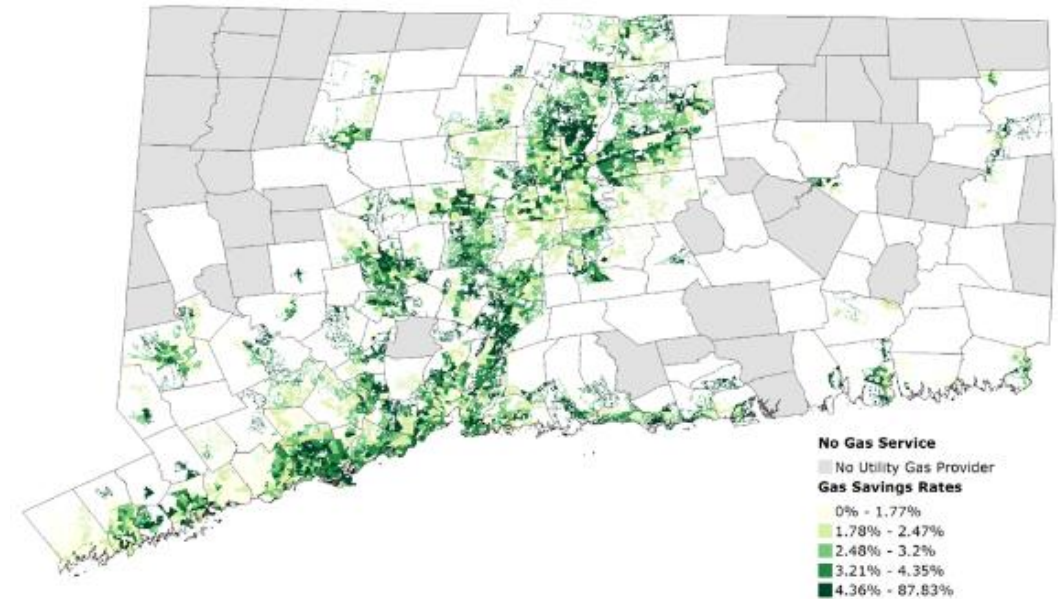 No Gas Service
No Utility Gas Provider
Gas Savings Rates
0% - 1.77%
1.78% - 2.47%
2.48% - 3.2%
3.21% - 4.35%
4.36% - 87.83%